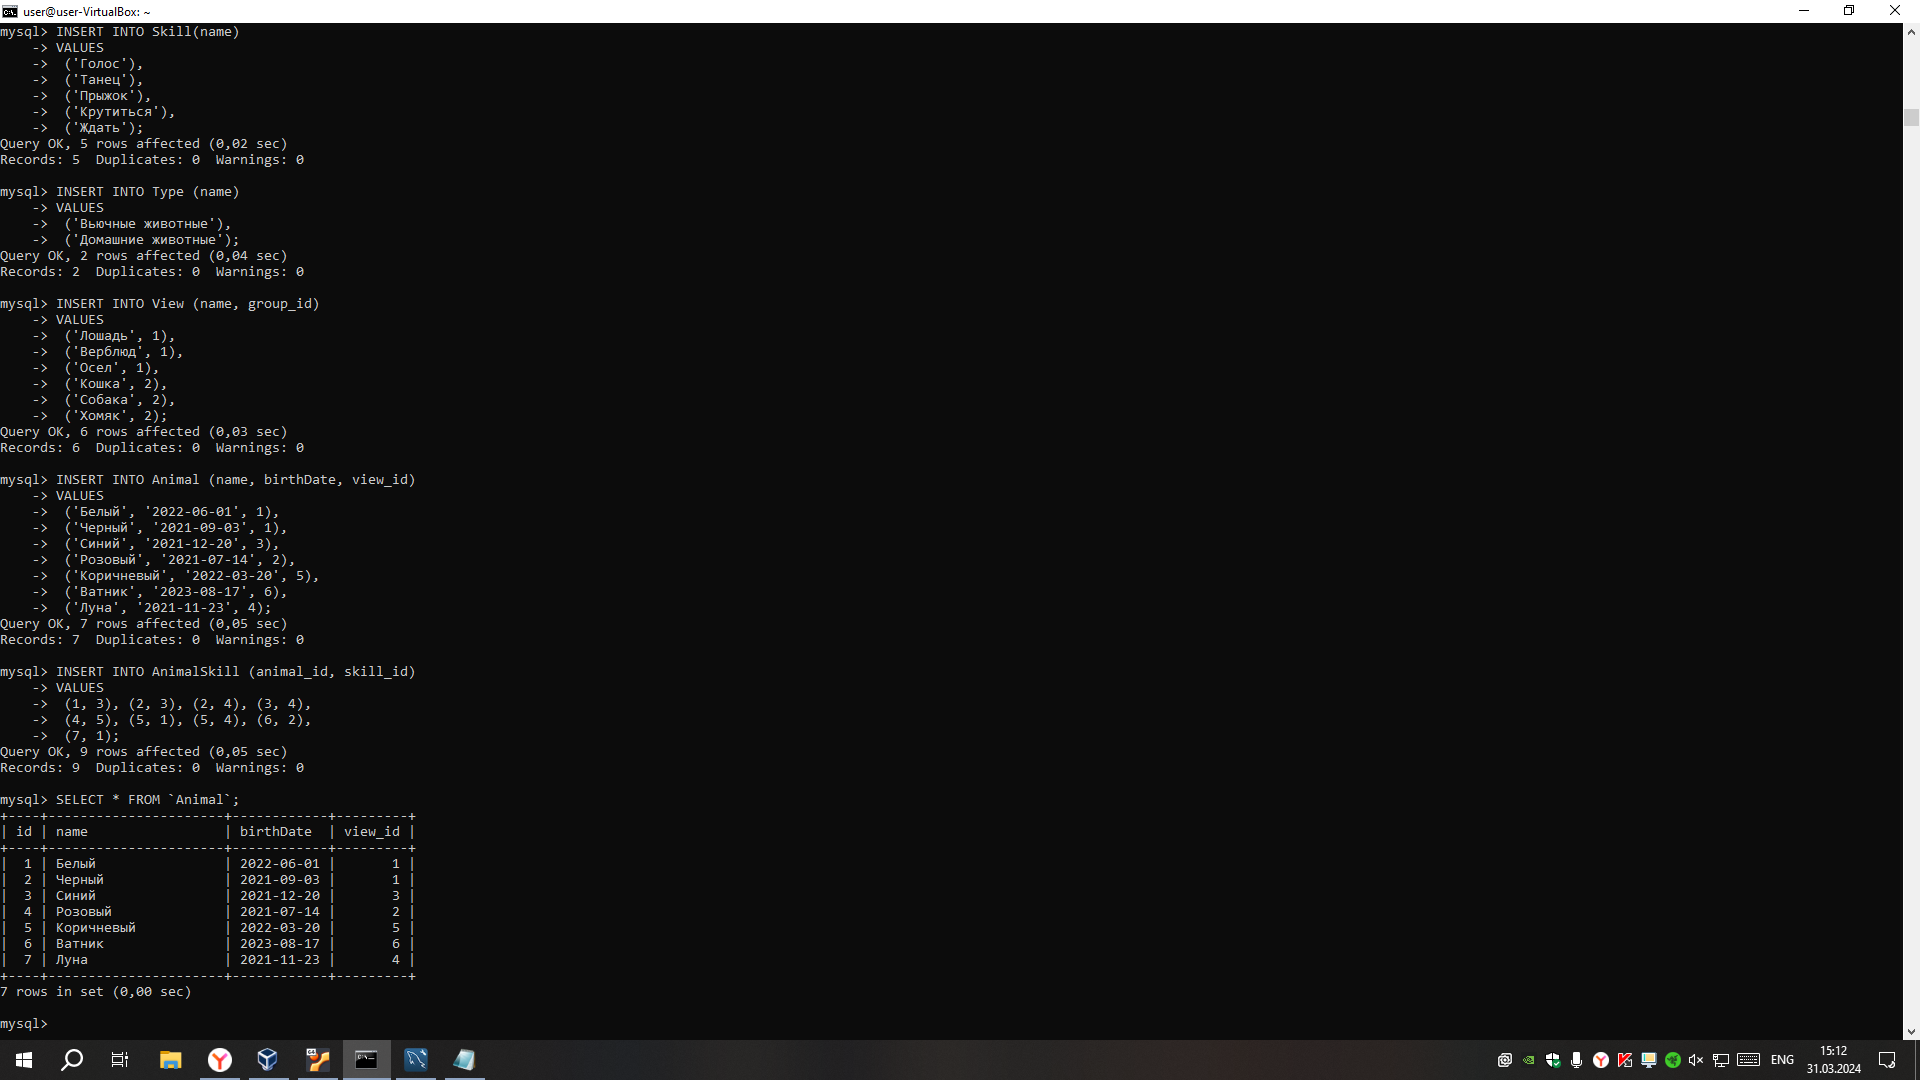 user@user-VirtualBox: ~
mysql> INSERT INTO Skill(name)
    -> VALUES
    ->  ('Голос'),
    ->  ('Танец'),
    ->  ('Прыжок'),
    ->  ('Крутиться'),
    ->  ('Ждать');
Query OK, 5 rows affected (0,02 sec)
Records: 5  Duplicates: 0  Warnings: 0
mysql> INSERT INTO Type (name)
    -> VALUES
    ->  ('Вьючные животные'),
    ->  ('Домашние животные');
Query OK, 2 rows affected (0,04 sec)
Records: 2  Duplicates: 0  Warnings: 0
mysql> INSERT INTO View (name, group_id)
    -> VALUES
    ->  ('Лошадь', 1),
    ->  ('Верблюд', 1),
    ->  ('Осел', 1),
    ->  ('Кошка', 2),
    ->  ('Собака', 2),
    ->  ('Хомяк', 2);
Query OK, 6 rows affected (0,03 sec)
Records: 6  Duplicates: 0  Warnings: 0
mysql> INSERT INTO Animal (name, birthDate, view_id)
    -> VALUES
    ->  ('Белый', '2022-06-01', 1),
    ->  ('Черный', '2021-09-03', 1),
    ->  ('Синий', '2021-12-20', 3),
    ->  ('Розовый', '2021-07-14', 2),
    ->  ('Коричневый', '2022-03-20', 5),
    ->  ('Ватник', '2023-08-17', 6),
    ->  ('Луна', '2021-11-23', 4);
Query OK, 7 rows affected (0,05 sec)
Records: 7  Duplicates: 0  Warnings: 0
mysql> INSERT INTO AnimalSkill (animal_id, skill_id)
    -> VALUES
    ->  (1, 3), (2, 3), (2, 4), (3, 4),
    ->  (4, 5), (5, 1), (5, 4), (6, 2),
    ->  (7, 1);
Query OK, 9 rows affected (0,05 sec)
Records: 9  Duplicates: 0  Warnings: 0
mysql> SELECT * FROM `Animal`;
+----+----------------------+------------+---------+
| id | name                 | birthDate  | view_id |
+----+----------------------+------------+---------+
|  1 | Белый                | 2022-06-01 |       1 |
|  2 | Черный               | 2021-09-03 |       1 |
|  3 | Синий                | 2021-12-20 |       3 |
|  4 | Розовый              | 2021-07-14 |       2 |
|  5 | Коричневый           | 2022-03-20 |       5 |
|  6 | Ватник               | 2023-08-17 |       6 |
|  7 | Луна                 | 2021-11-23 |       4 |
+----+----------------------+------------+---------+
7 rows in set (0,00 sec)
mysql>
ENG
15:12
31.03.2024